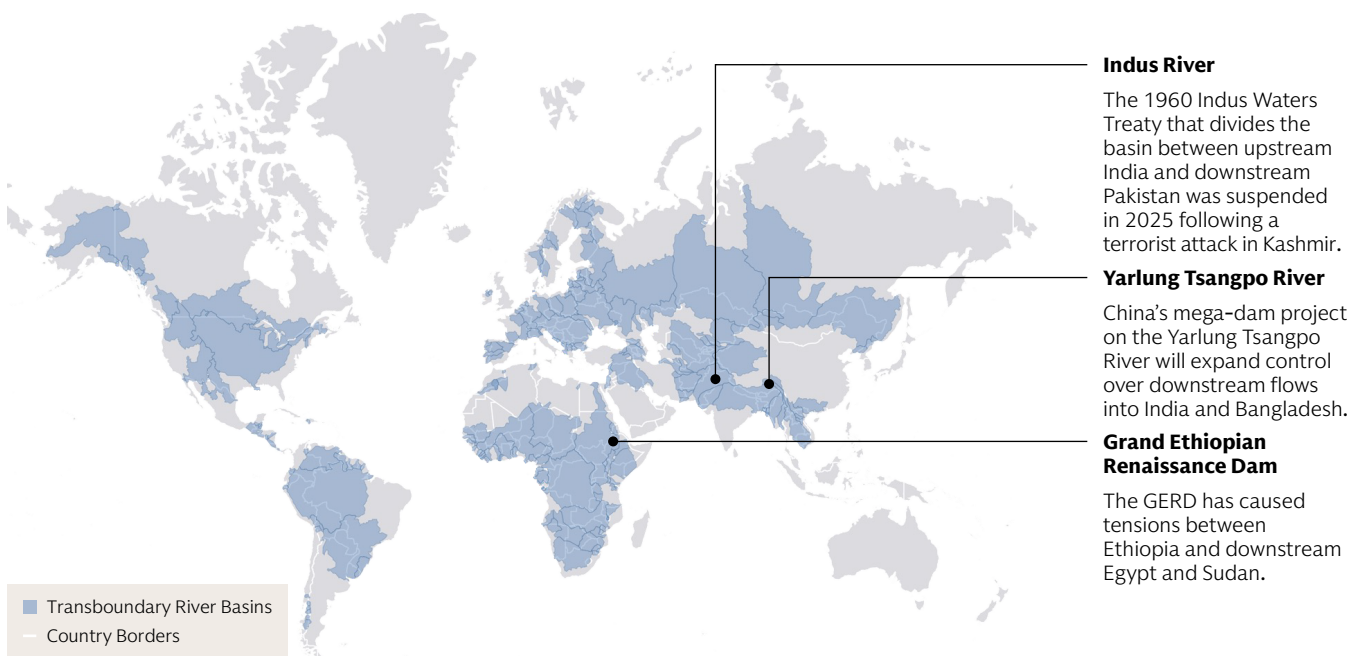 Indus River
The 1960 Indus Waters
Treaty that divides the
basin between upstream
India and downstream
Pakistan was suspended
in 2025 following a
terrorist attack in Kashmir.
Yarlung Tsangpo River
China’s mega-dam project
on the Yarlung Tsangpo
River will expand control
over downstream flows
into India and Bangladesh.
Grand Ethiopian
Renaissance Dam
The GERD has caused
tensions between
Ethiopia and downstream
Egypt and Sudan.
Transboundary River Basins
Country Borders